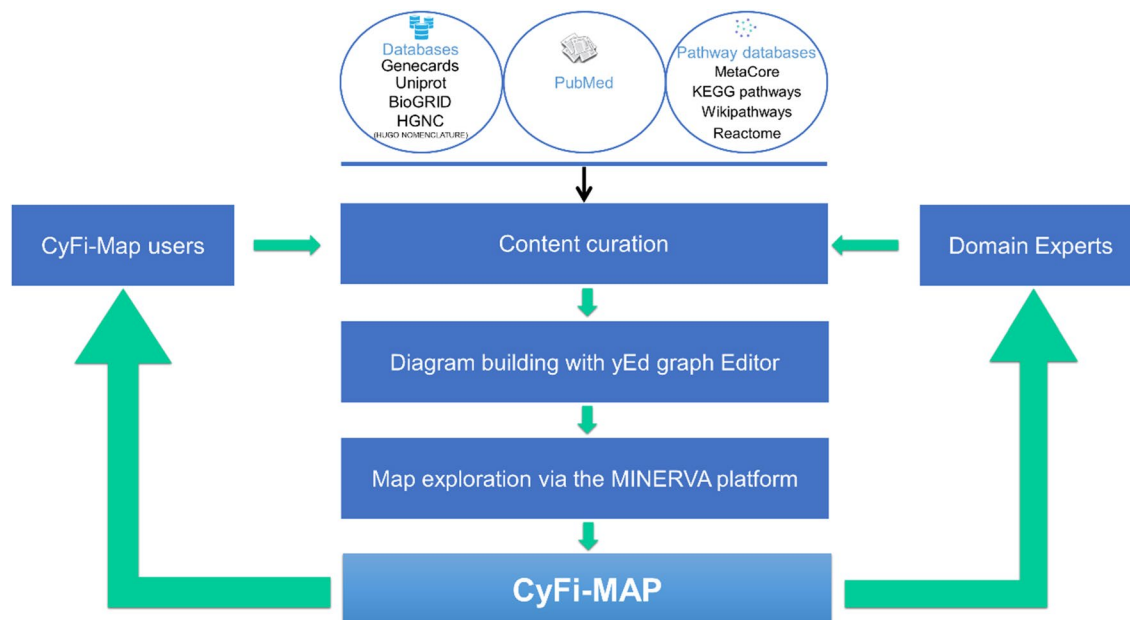 Databases
Genecards
Uniprot
BioGRID
HGNC
(HUGO NOMENCLATURE)
PubMed
Pathway databases
MetaCore
KEGG pathways
Wikipathways
Reactome
CyFi-Map users
Content curation
Domain Experts
Diagram building with yEd graph Editor
Map exploration via the MINERVA platform
CyFi-MAP